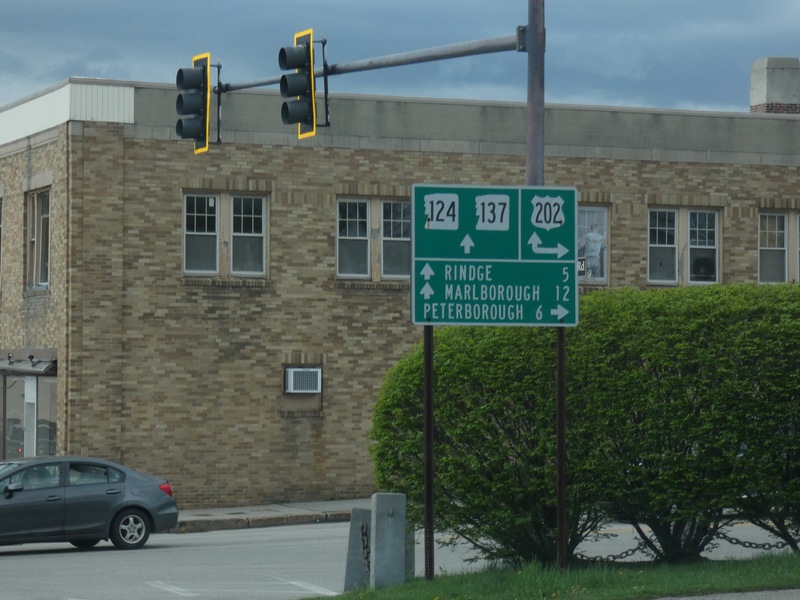 124 137 202
RINDGE 5
MARLBOROUGH 12
PETERBOROUGH 6